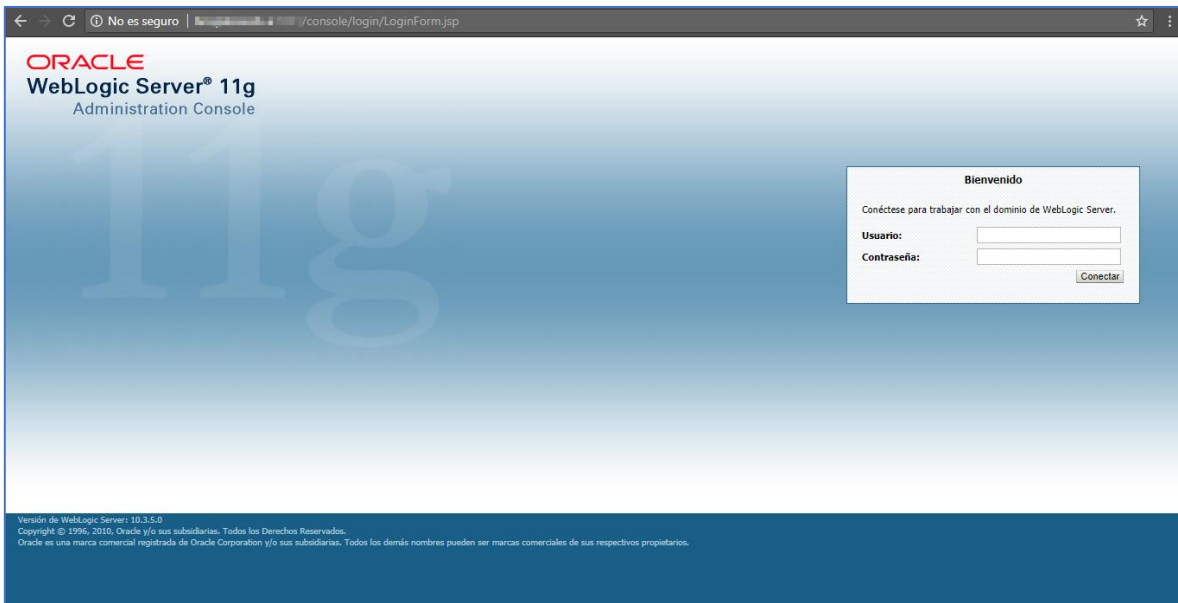 No es seguro
/console/login/LoginForm.jsp
ORACLE
WebLogic Server® 11g
Administration Console
11g
Bienvenido
Conéctese para trabajar con el dominio de WebLogic Server.
Usuario:
Contraseña:
Conectar
Versión de WebLogic Server: 10.3.5.0
Copyright © 1996, 2010, Oracle y/o sus subsidiarias. Todos los Derechos Reservados.
Oracle es una marca comercial registrada de Oracle Corporation y/o sus subsidiarias. Todos los demás nombres pueden ser marcas comerciales de sus respectivos propietarios.